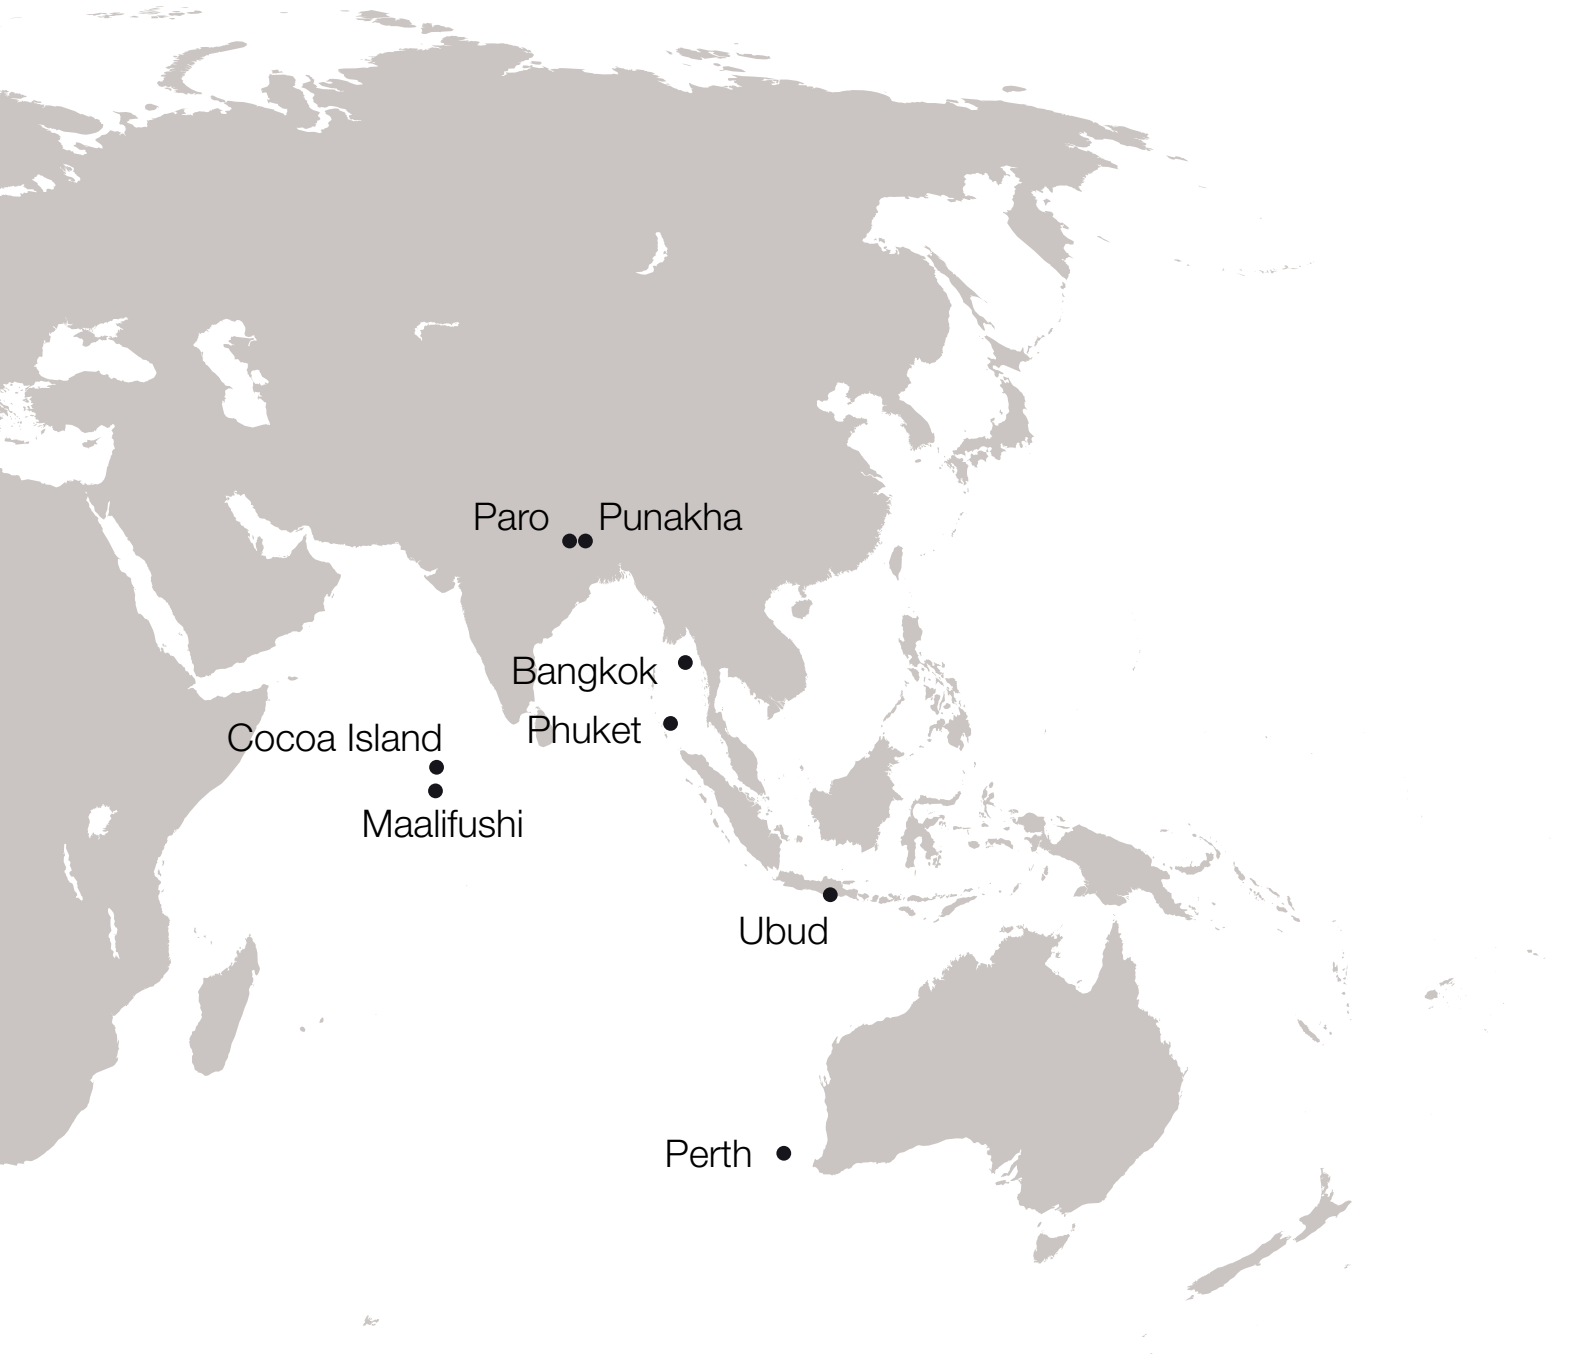 Paro
Punakha
Bangkok
Phuket
Cocoa Island
Maalifushi
Ubud
Perth